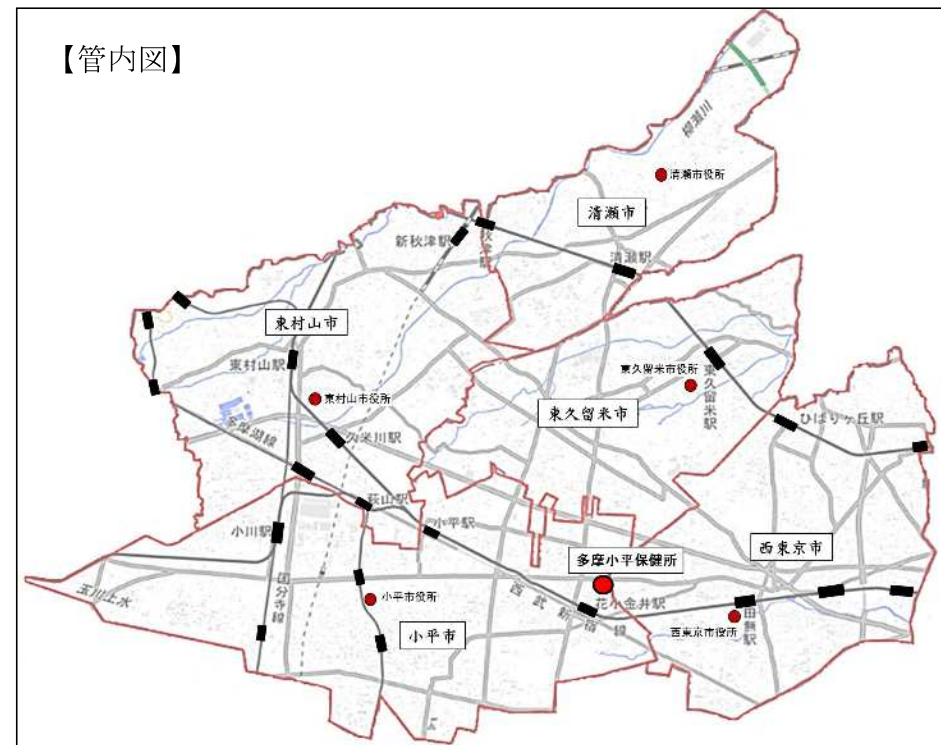 【管内図】
柳瀬川
清瀬市役所
清瀬市
新秋津駅
秋津駅
清瀬駅
東村山市
東村山駅
東村山市役所
東久留米市役所
東久留米駅
東久留米市
ひばりヶ丘駅
多摩湖線
久米川駅
萩山駅
小川駅
小平駅
西東京市
多摩小平保健所
玉川上水
国分寺線
小平市役所
西武新宿線
花小金井駅
田無駅
西東京市役所
小平市